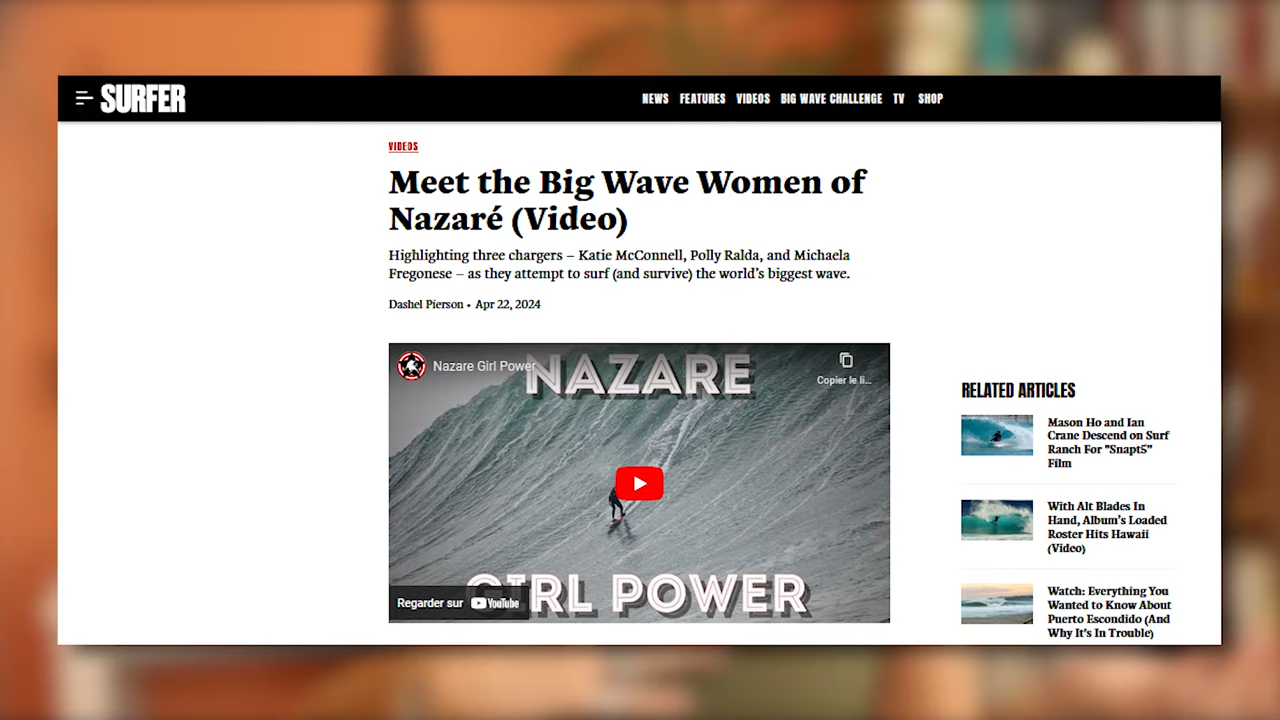 SURFER
NEWS FEATURES VIDEOS BIG WAVE CHALLENGE TV SHOP
VIDEOS
Meet the Big Wave Women of
Nazaré (Video)
Highlighting three chargers – Katie McConnell, Polly Ralda, and Michaela
Fregonese – as they attempt to surf (and survive) the world's biggest wave.
Dashel Pierson • Apr 22, 2024
Nazare Girl Power
NAZARE
Copier le li...
GIRL POWER
Regarder sur YouTube
RELATED ARTICLES
Mason Ho and Ian
Crane Descend on Surf
Ranch For "Snapt5"
Film
With Alt Blades In
Hand, Album's Loaded
Roster Hits Hawaii
(Video)
Watch: Everything You
Wanted to Know About
Puerto Escondido (And
Why It's In Trouble)